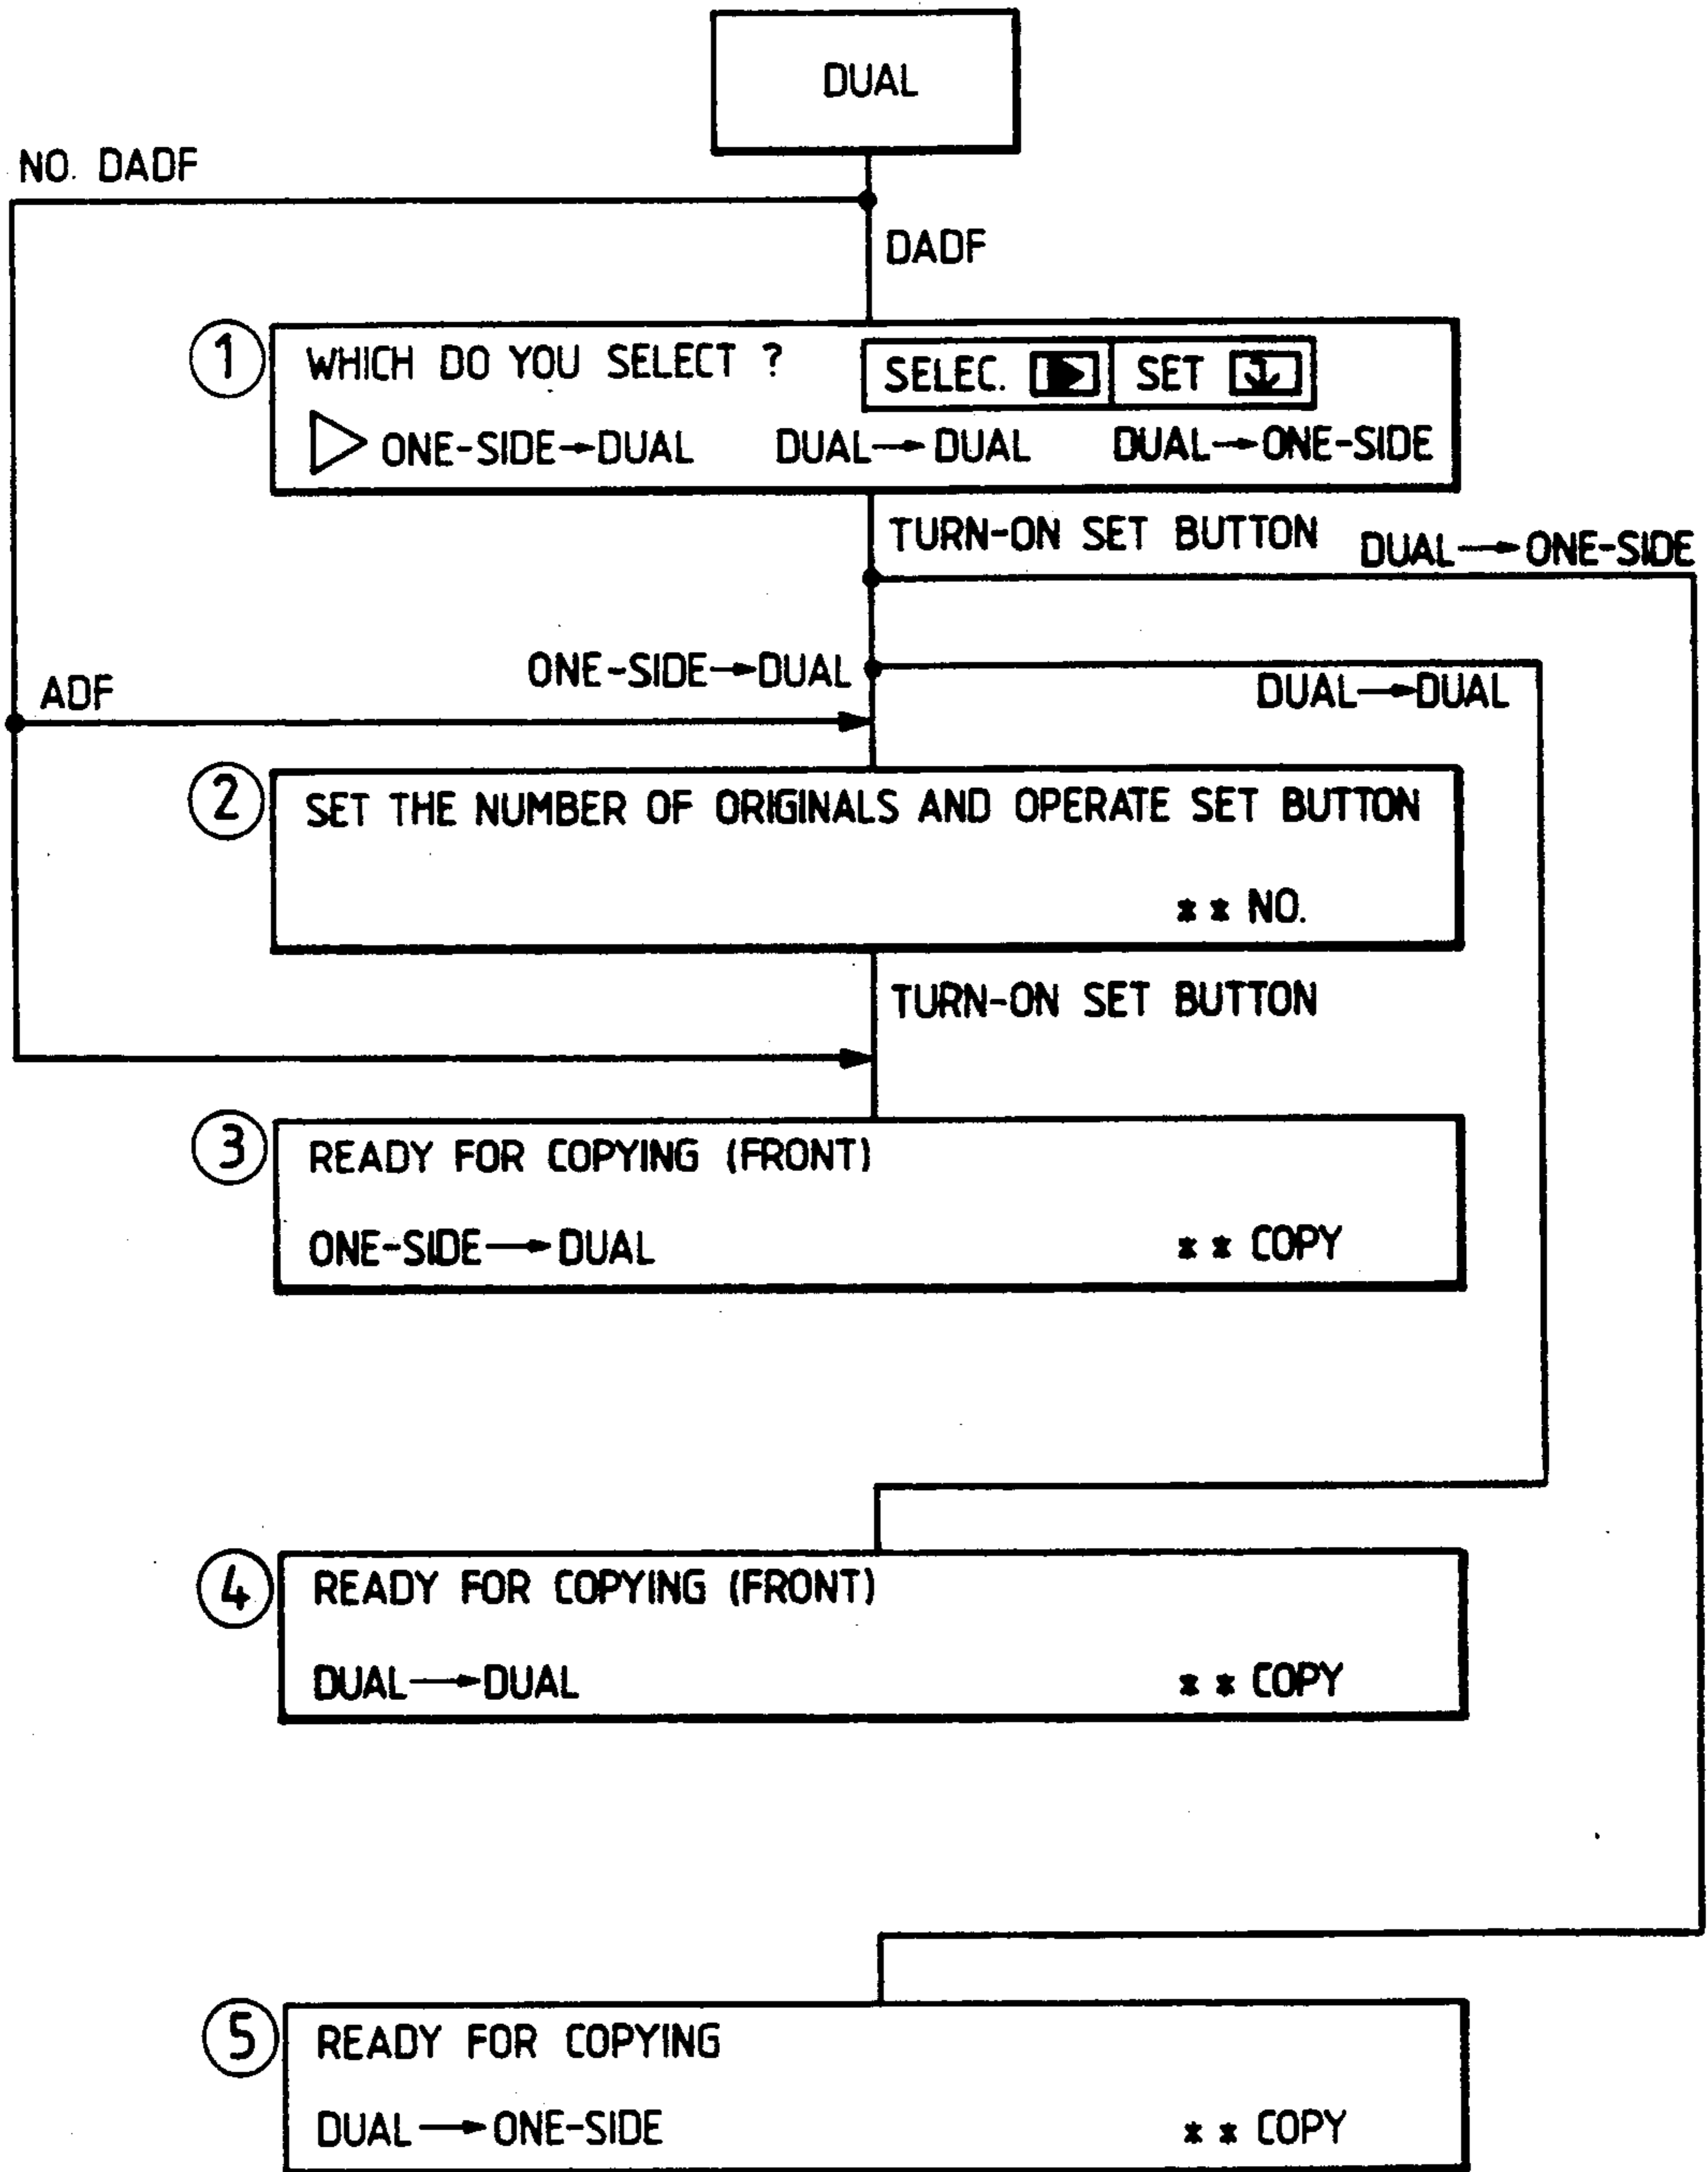 DUAL
NO. DADF
DADF
1
WHICH DO YOU SELECT ? SELEC. SET
ONE-SIDE→DUAL DUAL→DUAL DUAL→ONE-SIDE
TURN-ON SET BUTTON
DUAL→ONE-SIDE
ONE-SIDE→DUAL
DUAL→DUAL
ADF
2
SET THE NUMBER OF ORIGINALS AND OPERATE SET BUTTON
** NO.
TURN-ON SET BUTTON
3
READY FOR COPYING (FRONT)
ONE-SIDE→DUAL ** COPY
4
READY FOR COPYING (FRONT)
DUAL→DUAL ** COPY
5
READY FOR COPYING
DUAL→ONE-SIDE ** COPY